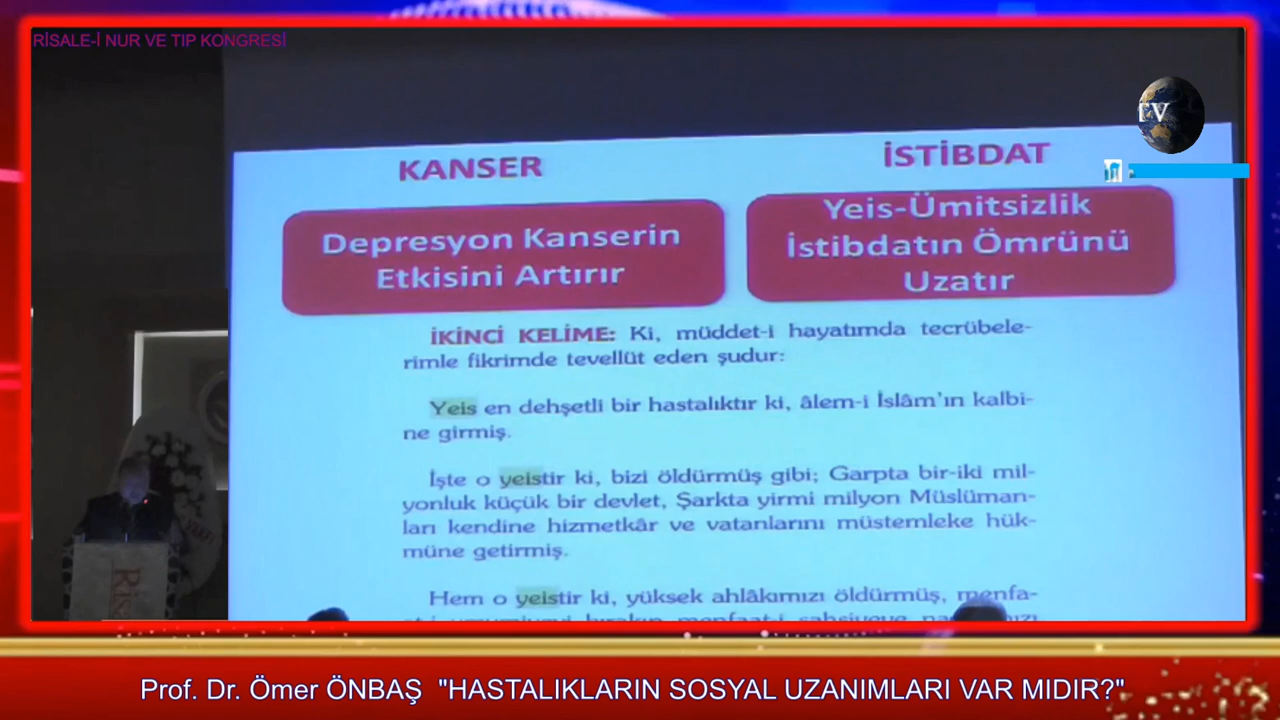 RİSALE-İ NUR VE TIP KONGRESİ
tv
KANSER
İSTİBDAT
Depresyon Kanserin
Etkisini Artırır
Yeis-Ümitsizlik
İstibdatın Ömrünü
Uzatır
İKİNCİ KELİME: Ki, müddet-i hayatımda tecrübele-
rimle fikrimde tevellüt eden şudur:
Yeis en dehşetli bir hastalıktır ki, âlem-i İslâm'ın kalbi-
ne girmiş.
İşte o yeistir ki, bizi öldürmüş gibi; Garpta bir-iki mil-
yonluk küçük bir devlet, Şarkta yirmi milyon Müslüman-
ları kendine hizmetkâr ve vatanlarını müstemleke hük-
müne getirmiş.
Hem o yeistir ki, yüksek ahlâkımızı öldürmüş, menfa-
Prof. Dr. Ömer ÖNBAŞ "HASTALIKLARIN SOSYAL UZANIMLARI VAR MIDIR?"